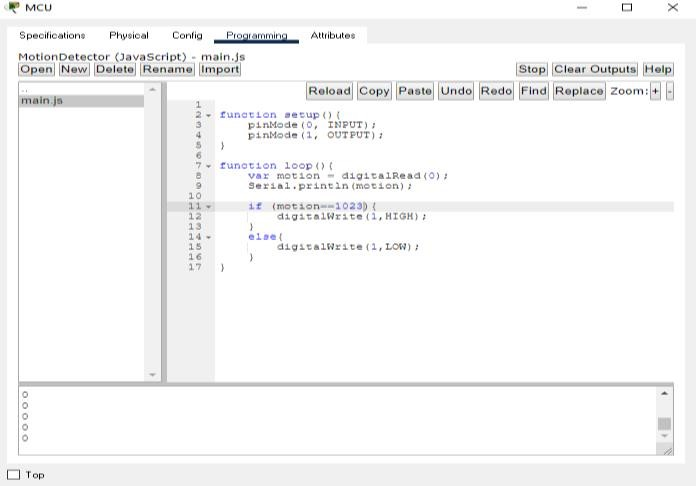 MCU
Specifications Physical Config Programming Attributes
MotionDetector (JavaScript) - main.js
Open New Delete Rename Import Stop Clear Outputs Help
Reload Copy Paste Undo Redo Find Replace Zoom: + -
..
main.js
1
2 function setup() {
3 pinMode(0, INPUT);
4 pinMode(1, OUTPUT);
5 }
6
7 function loop() {
8 var motion = digitalRead(0);
9 Serial.println(motion);
10
11 if (motion==1023) {
12 digitalWrite(1,HIGH);
13 }
14 else{
15 digitalWrite(1,LOW);
16 }
17 }
0
0
0
0
0
Top